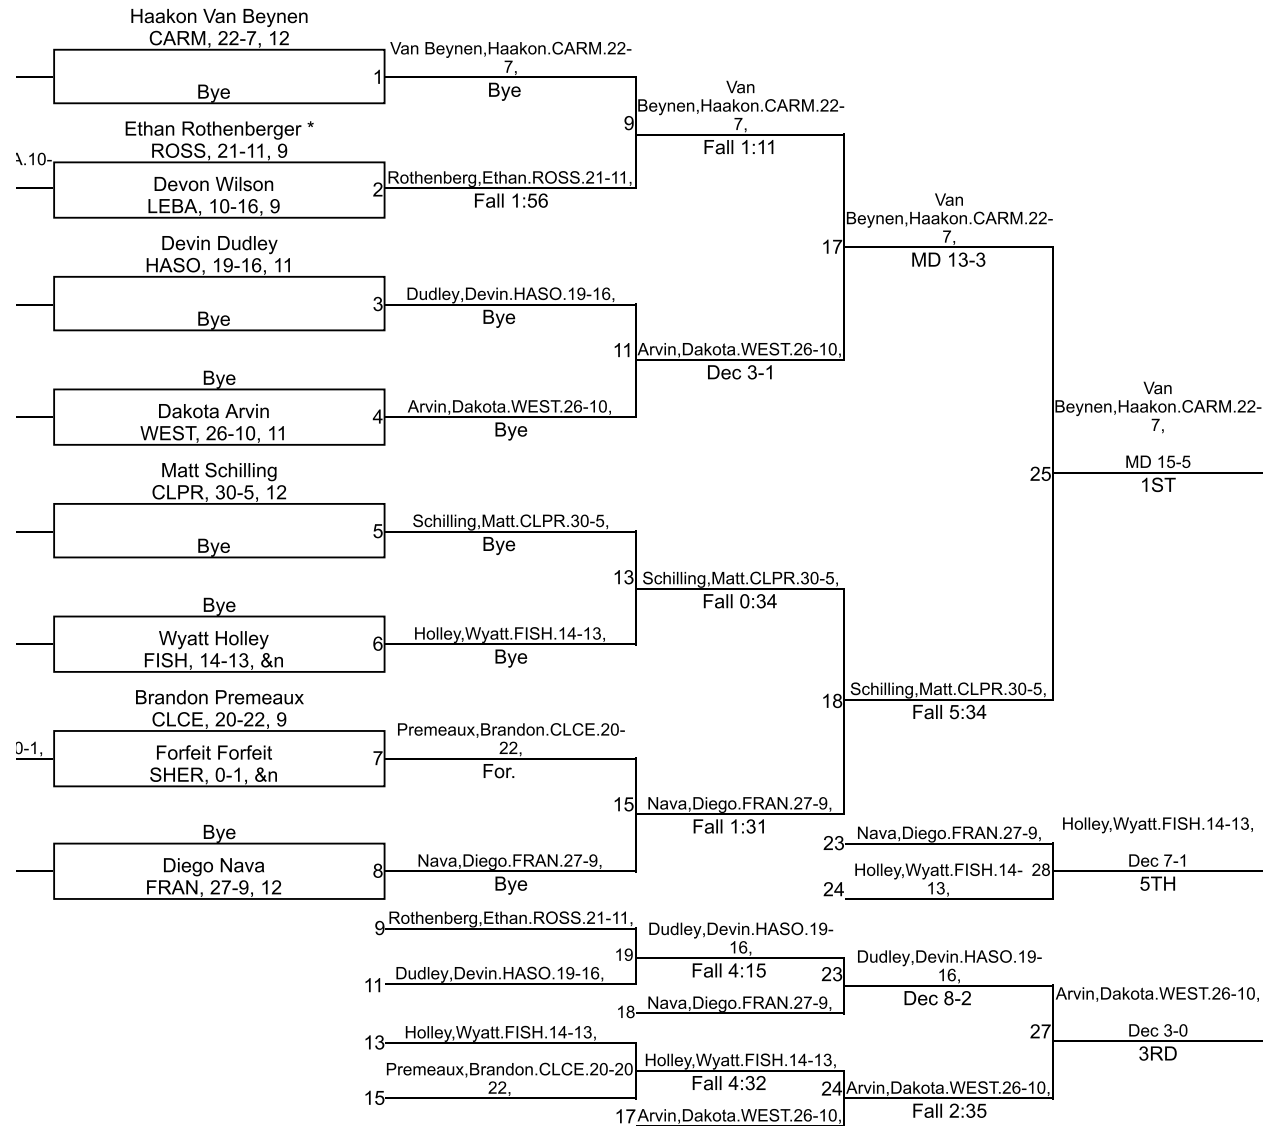 Haakon Van Beynen
CARM, 22-7, 12
Bye
1
Van Beynen,Haakon.CARM.22-
7,
Bye
Ethan Rothenberger *
ROSS, 21-11, 9
A.10-
Devon Wilson
LEBA, 10-16, 9
2
Rothenberg,Ethan.ROSS.21-11,
Fall 1:56
9
Van
Beynen,Haakon.CARM.22-
7,
Fall 1:11
Devin Dudley
HASO, 19-16, 11
Bye
3
Dudley,Devin.HASO.19-16,
Bye
Bye
Dakota Arvin
WEST, 26-10, 11
4
Arvin,Dakota.WEST.26-10,
Bye
11
Arvin,Dakota.WEST.26-10,
Dec 3-1
17
Van
Beynen,Haakon.CARM.22-
7,
MD 13-3
Matt Schilling
CLPR, 30-5, 12
Bye
5
Schilling,Matt.CLPR.30-5,
Bye
Bye
Wyatt Holley
FISH, 14-13, &n
6
Holley,Wyatt.FISH.14-13,
Bye
13
Schilling,Matt.CLPR.30-5,
Fall 0:34
Brandon Premeaux
CLCE, 20-22, 9
0-1,
Forfeit Forfeit
SHER, 0-1, &n
7
Premeaux,Brandon.CLCE.20-
22,
For.
Bye
Diego Nava
FRAN, 27-9, 12
8
Nava,Diego.FRAN.27-9,
Bye
15
Nava,Diego.FRAN.27-9,
Fall 1:31
18
Schilling,Matt.CLPR.30-5,
Fall 5:34
25
Van
Beynen,Haakon.CARM.22-
7,
MD 15-5
1ST
23
Nava,Diego.FRAN.27-9,
24
Holley,Wyatt.FISH.14-
13,
28
Holley,Wyatt.FISH.14-13,
Dec 7-1
5TH
9
Rothenberg,Ethan.ROSS.21-11,
11
Dudley,Devin.HASO.19-16,
19
Dudley,Devin.HASO.19-
16,
Fall 4:15
18
Nava,Diego.FRAN.27-9,
23
Dudley,Devin.HASO.19-
16,
Dec 8-2
13
Holley,Wyatt.FISH.14-13,
15
Premeaux,Brandon.CLCE.20-
22,
20
Holley,Wyatt.FISH.14-13,
Fall 4:32
17
Arvin,Dakota.WEST.26-10,
24
Arvin,Dakota.WEST.26-10,
Fall 2:35
27
Arvin,Dakota.WEST.26-10,
Dec 3-0
3RD